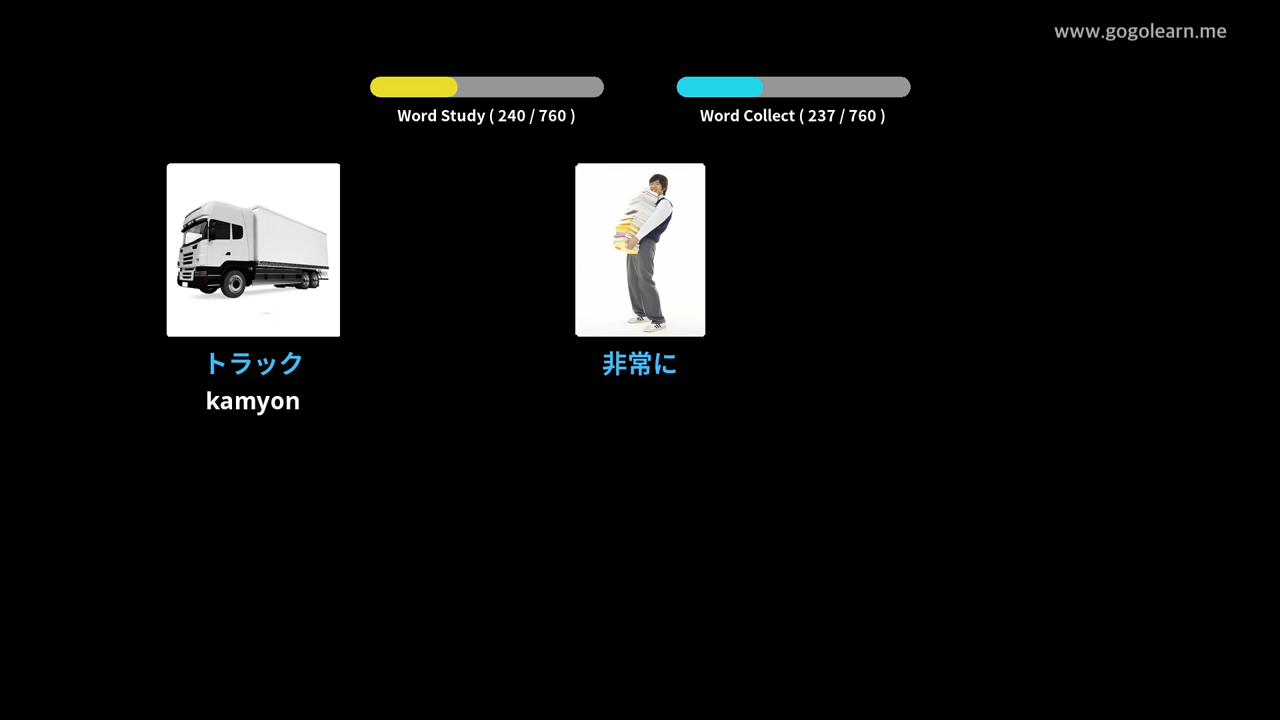 www.gogolearn.me
Word Study ( 240 / 760 )
Word Collect ( 237 / 760 )
トラック
kamyon
非常に